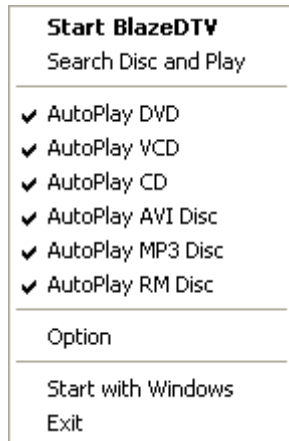 Start BlazeDTV
Search Disc and Play
AutoPlay DVD
AutoPlay VCD
AutoPlay CD
AutoPlay AVI Disc
AutoPlay MP3 Disc
AutoPlay RM Disc
Option
Start with Windows
Exit